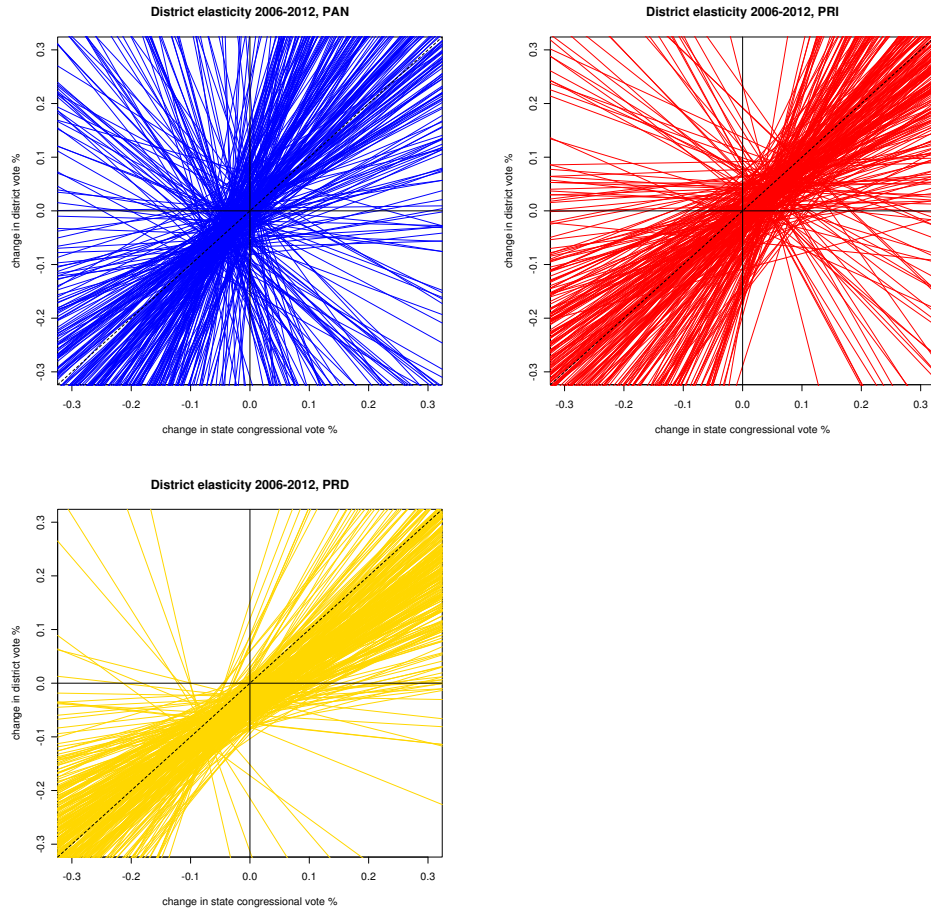 District elasticity 2006-2012, PAN
0.3
0.2
0.1
0.0
-0.1
-0.2
-0.3
change in district vote %
-0.3 -0.2 -0.1 0.0 0.1 0.2 0.3
change in state congressional vote %
District elasticity 2006-2012, PRI
0.3
0.2
0.1
0.0
-0.1
-0.2
-0.3
change in district vote %
-0.3 -0.2 -0.1 0.0 0.1 0.2 0.3
change in state congressional vote %
District elasticity 2006-2012, PRD
0.3
0.2
0.1
0.0
-0.1
-0.2
-0.3
change in district vote %
-0.3 -0.2 -0.1 0.0 0.1 0.2 0.3
change in state congressional vote %